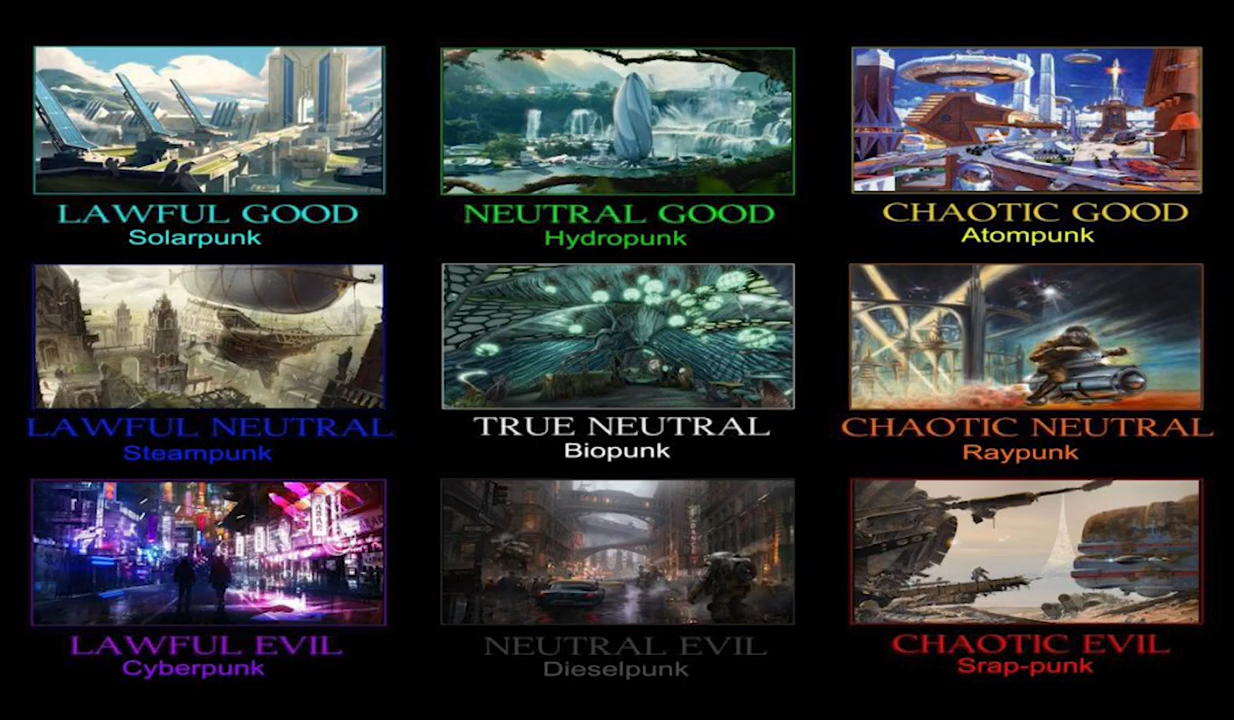 LAWFUL GOOD
Solarpunk
NEUTRAL GOOD
Hydropunk
CHAOTIC GOOD
Atompunk
LAWFUL NEUTRAL
Steampunk
TRUE NEUTRAL
Biopunk
CHAOTIC NEUTRAL
Raypunk
LAWFUL EVIL
Cyberpunk
NEUTRAL EVIL
Dieselpunk
CHAOTIC EVIL
Srap-punk